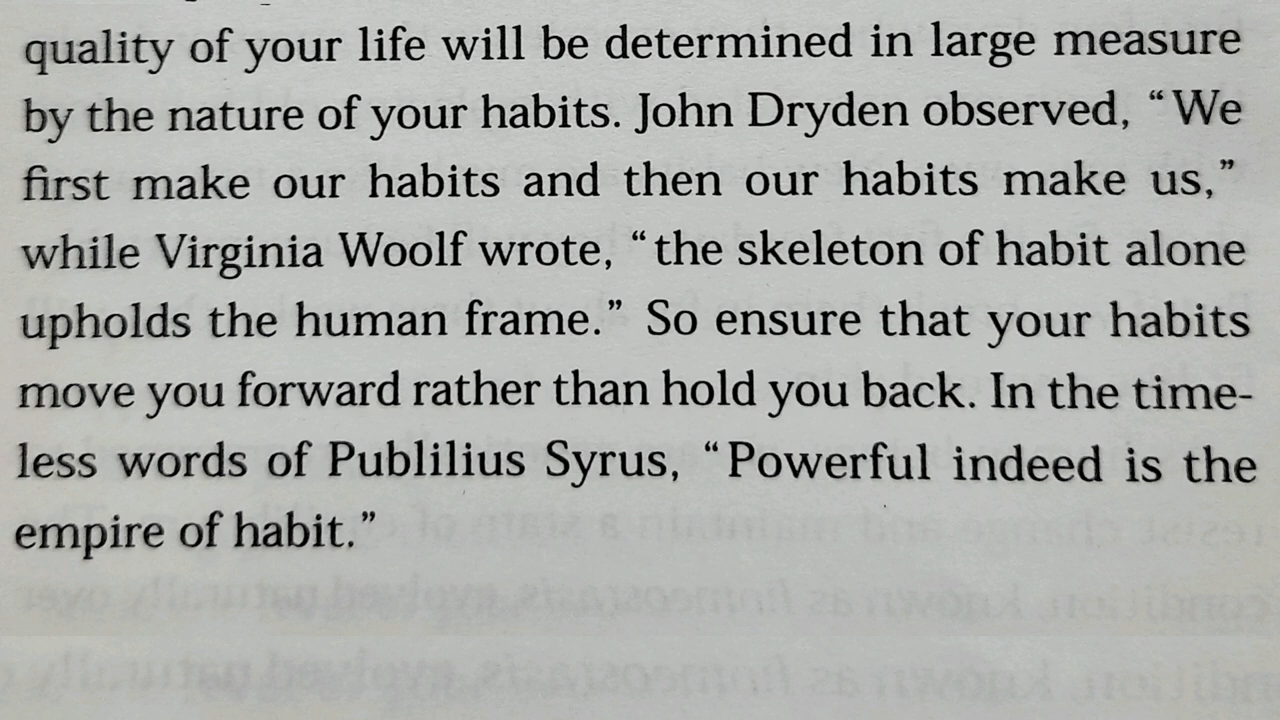 quality of your life will be determined in large measure
by the nature of your habits. John Dryden observed, “We
first make our habits and then our habits make us,”
while Virginia Woolf wrote, “the skeleton of habit alone
upholds the human frame.” So ensure that your habits
move you forward rather than hold you back. In the time-
less words of Publilius Syrus, “Powerful indeed is the
empire of habit.”